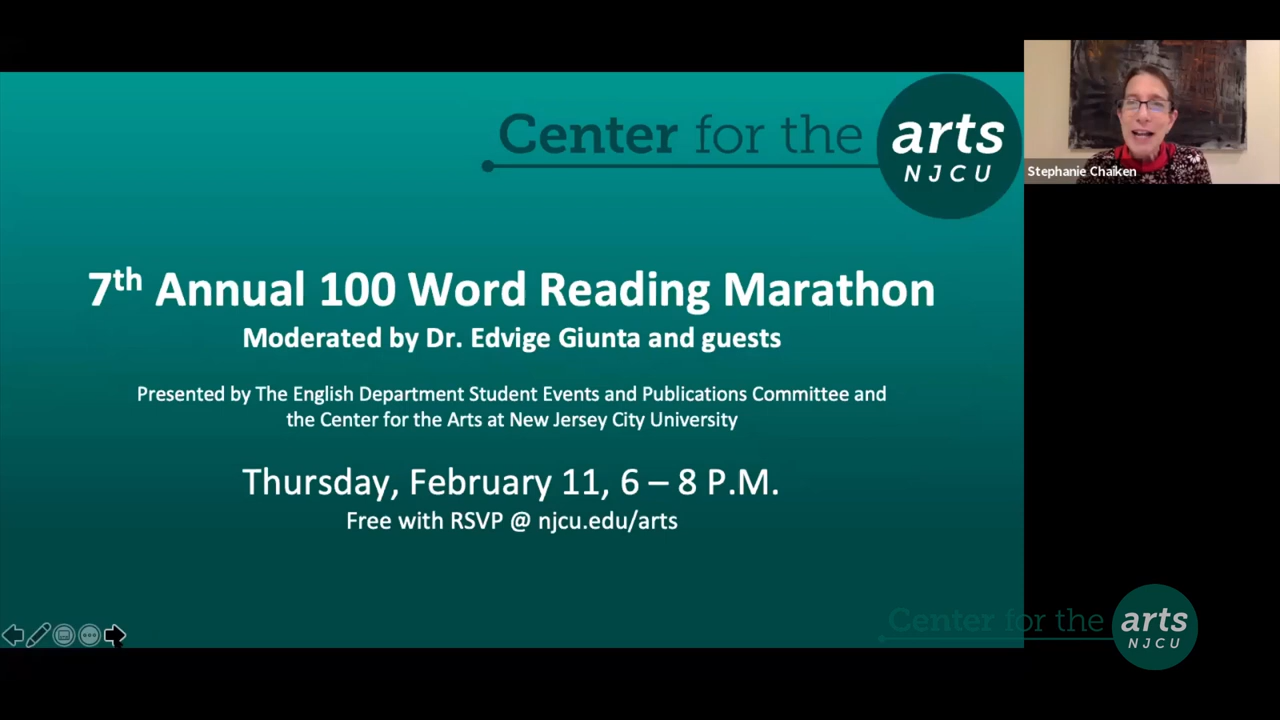 Center for the arts
NJCU
Stephanie Chaiken
7th Annual 100 Word Reading Marathon
Moderated by Dr. Edvige Giunta and guests
Presented by The English Department Student Events and Publications Committee and
the Center for the Arts at New Jersey City University
Thursday, February 11, 6 – 8 P.M.
Free with RSVP @ njcu.edu/arts
Center for the arts
NJCU